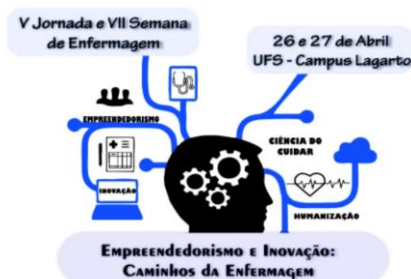 V Jornada e VII Semana
de Enfermagem
26 e 27 de Abril
UFS - Campus Lagarto
EMPREENDEDORISMO
CIÊNCIA DO
CUIDAR
INOVAÇÃO
HUMANIZAÇÃO
EMPREENDEDORISMO E INOVAÇÃO:
CAMINHOS DA ENFERMAGEM